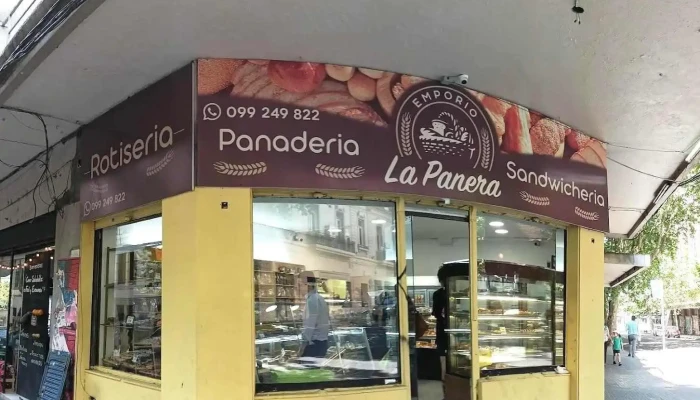 Rotiseria
099 249 822
099 249 822
Panaderia
EMPORIO
La Panera
Sandwicheria